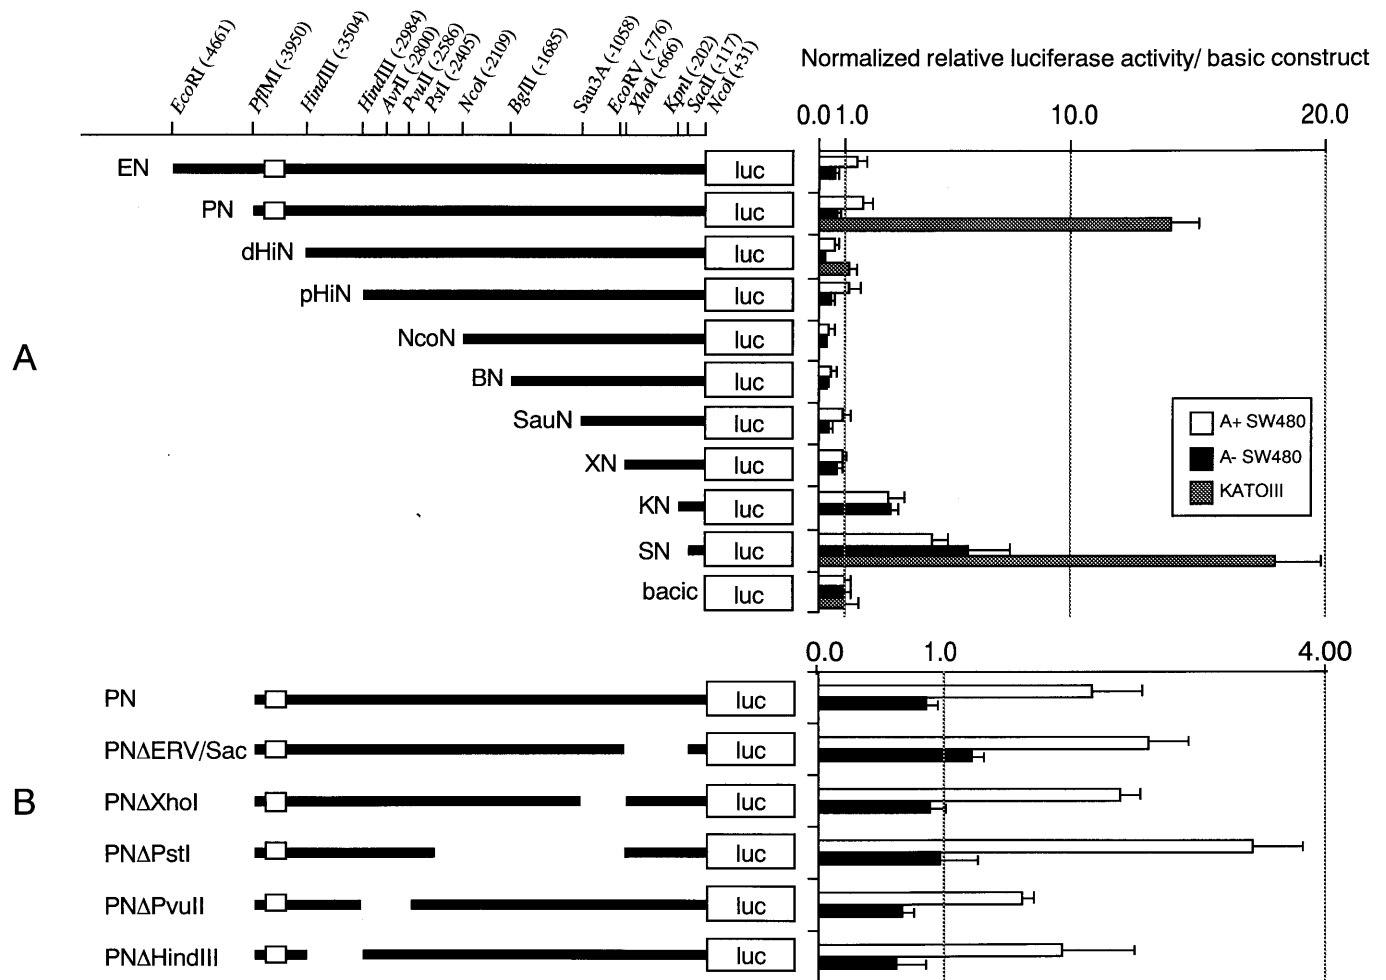 EcoRI (-4661)
PflMI (-3950)
HindIII (-3504)
HindIII (-2984)
AvrII (-2800)
PvuII (-2586)
PstI (-2405)
NcoI (-2109)
BglII (-1685)
Sau3A (-1058)
EcoRV (-776)
XhoI (-666)
KpnI (-202)
SacII (-117)
NcoI (+31)
Normalized relative luciferase activity/ basic construct
0.0 1.0 10.0 20.0
A
EN luc
PN luc
dHiN luc
pHiN luc
NcoN luc
BN luc
SauN luc
XN luc
KN luc
SN luc
bacic luc
A+ SW480
A- SW480
KATOIII
0.0 1.0 4.00
B
PN luc
PNΔERV/Sac luc
PNΔXhoI luc
PNΔPstI luc
PNΔPvuII luc
PNΔHindIII luc